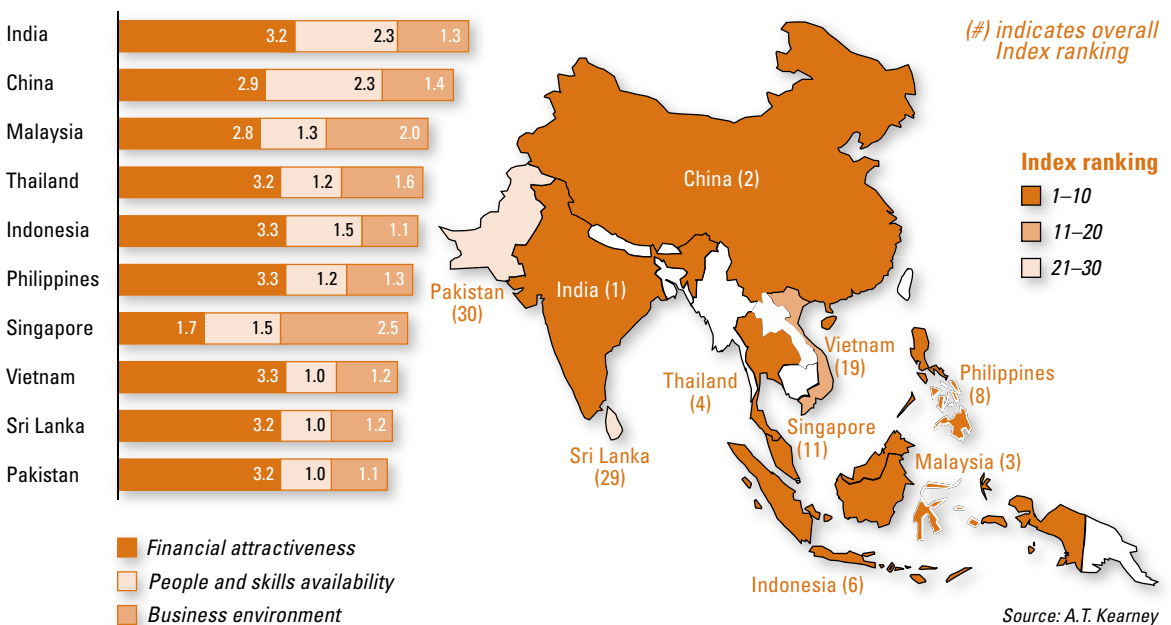 India
3.2
2.3
1.3
China
2.9
2.3
1.4
Malaysia
2.8
1.3
2.0
Thailand
3.2
1.2
1.6
Indonesia
3.3
1.5
1.1
Philippines
3.3
1.2
1.3
Singapore
1.7
1.5
2.5
Vietnam
3.3
1.0
1.2
Sri Lanka
3.2
1.0
1.2
Pakistan
3.2
1.0
1.1
Financial attractiveness
People and skills availability
Business environment
(#) indicates overall
Index ranking
Index ranking
1–10
11–20
21–30
China (2)
India (1)
Pakistan
(30)
Vietnam
(19)
Thailand
(4)
Philippines
(8)
Singapore
(11)
Sri Lanka
(29)
Malaysia (3)
Indonesia (6)
Source: A.T. Kearney